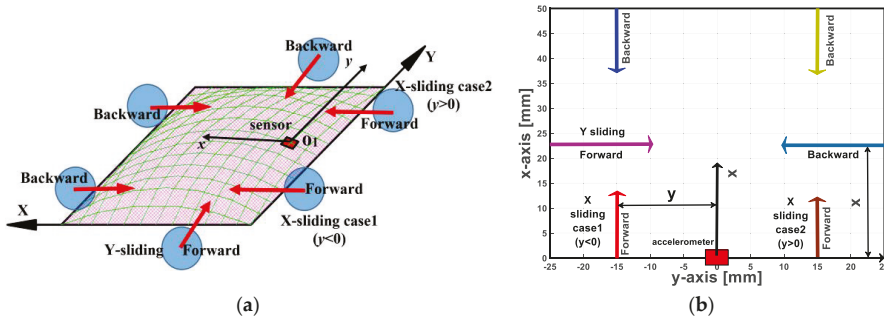 Backward
Y
y
X-sliding case2
(y>0)
Backward
Forward
sensor
x
O1
Backward
Forward
X
X-sliding case1
(y<0)
Y-sliding
Forward
(a)
b
50
45
40
35
30
25
20
15
10
5
0
x-axis [mm]
Backward
Backward
Y sliding
Forward
Backward
X
sliding
case1
(y<0)
Forward
y
x
accelerometer
X
sliding
case2
(y>0)
Forward
x
-25 -20 -15 -10 -5 0 5 10 15 20 25
y-axis [mm]
(b)